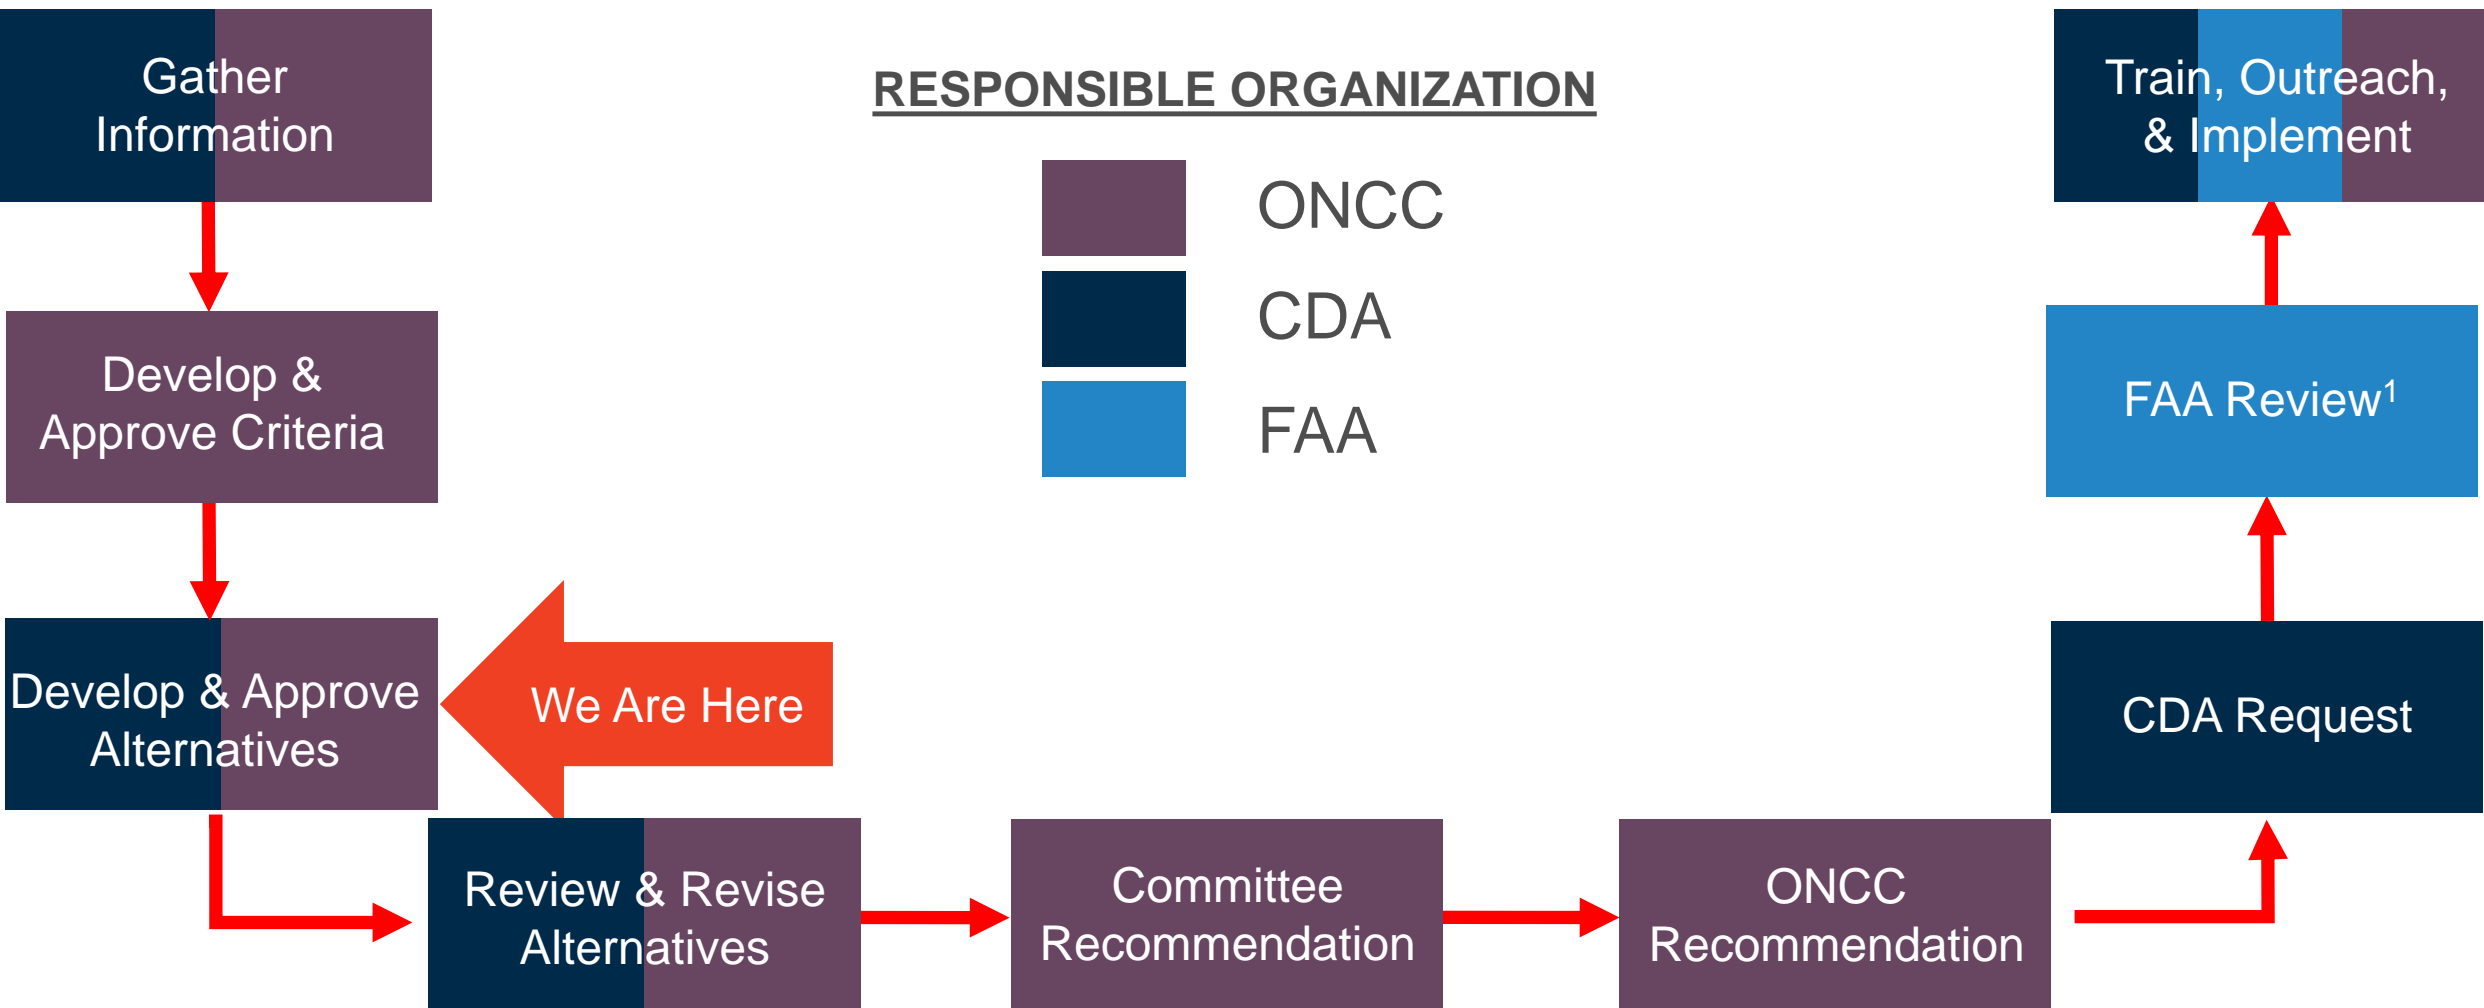 Gather
Information
RESPONSIBLE ORGANIZATION
ONCC
CDA
FAA
Train, Outreach,
& Implement
Develop &
Approve Criteria
FAA Review¹
Develop & Approve
Alternatives
We Are Here
CDA Request
Review & Revise
Alternatives
Committee
Recommendation
ONCC
Recommendation